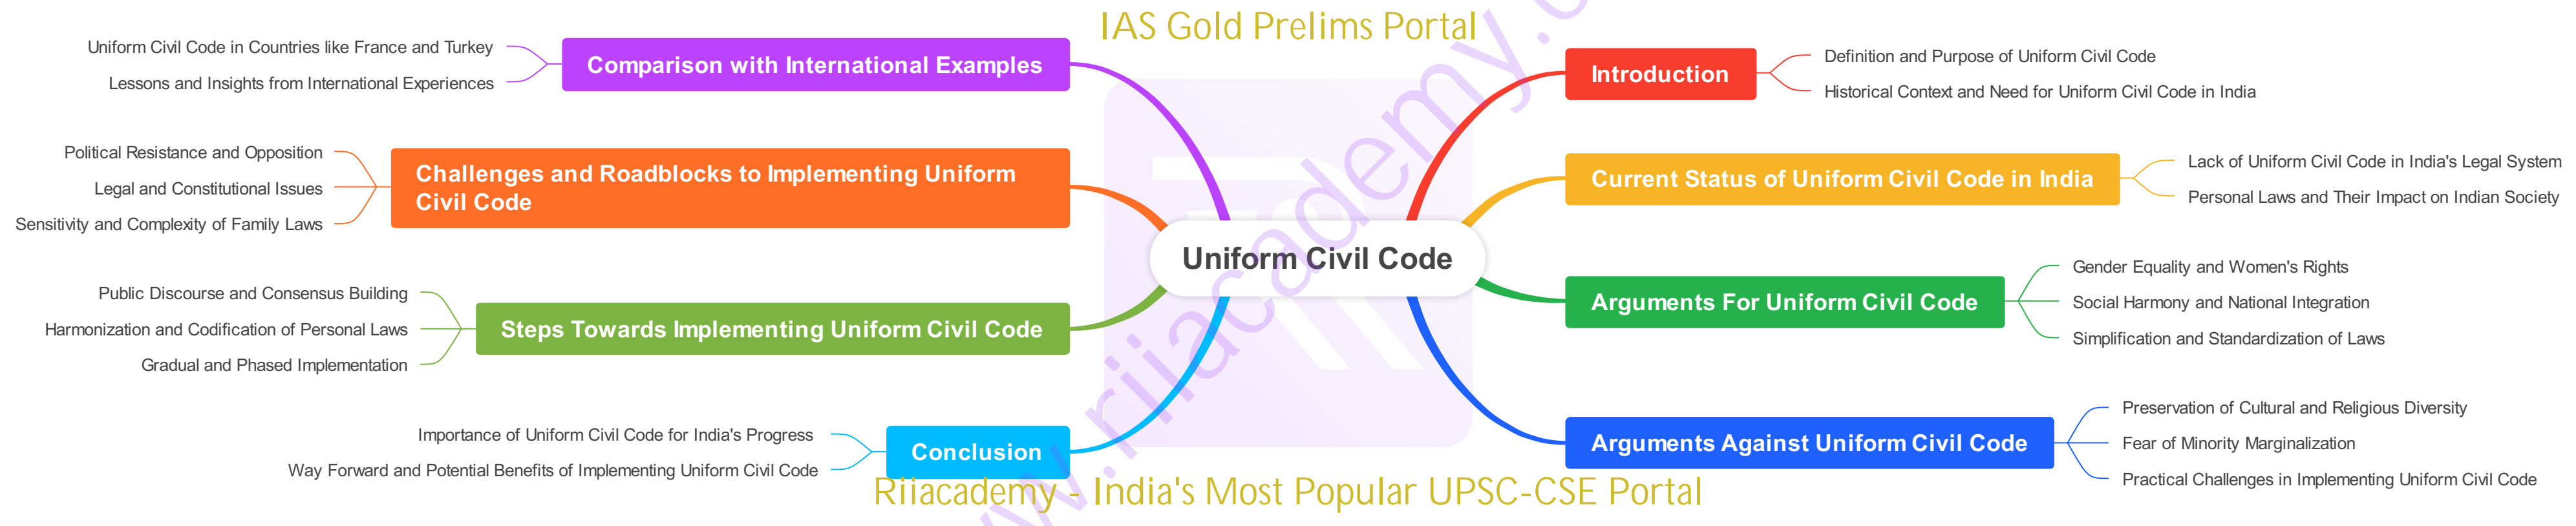 IAS Gold Prelims Portal
Uniform Civil Code
Introduction
Definition and Purpose of Uniform Civil Code
Historical Context and Need for Uniform Civil Code in India
Current Status of Uniform Civil Code in India
Lack of Uniform Civil Code in India's Legal System
Personal Laws and Their Impact on Indian Society
Arguments For Uniform Civil Code
Gender Equality and Women's Rights
Social Harmony and National Integration
Simplification and Standardization of Laws
Arguments Against Uniform Civil Code
Preservation of Cultural and Religious Diversity
Fear of Minority Marginalization
Practical Challenges in Implementing Uniform Civil Code
Comparison with International Examples
Uniform Civil Code in Countries like France and Turkey
Lessons and Insights from International Experiences
Challenges and Roadblocks to Implementing Uniform
Civil Code
Political Resistance and Opposition
Legal and Constitutional Issues
Sensitivity and Complexity of Family Laws
Steps Towards Implementing Uniform Civil Code
Public Discourse and Consensus Building
Harmonization and Codification of Personal Laws
Gradual and Phased Implementation
Conclusion
Importance of Uniform Civil Code for India's Progress
Way Forward and Potential Benefits of Implementing Uniform Civil Code
Rijacademy - India's Most Popular UPSC-CSE Portal